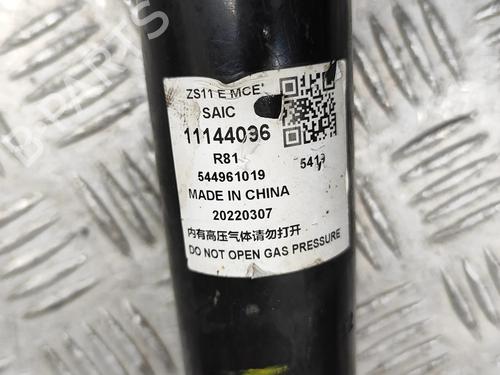 ZS11 E MCE
SAIC
11144096
R81
5419
544961019
MADE IN CHINA
20220307
内有高压气体请勿打开
DO NOT OPEN GAS PRESSURE